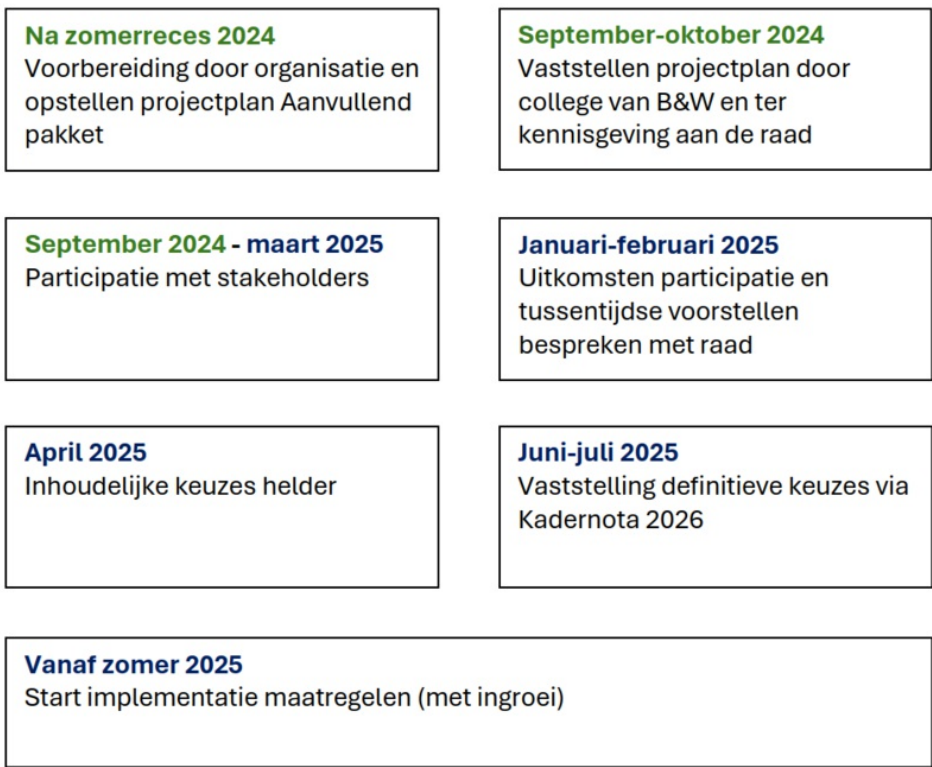 Na zomerreces 2024
Voorbereiding door organisatie en
opstellen projectplan Aanvullend
pakket
September-oktober 2024
Vaststellen projectplan door
college van B&W en ter
kennisgeving aan de raad
September 2024 - maart 2025
Participatie met stakeholders
Januari-februari 2025
Uitkomsten participatie en
tussentijdse voorstellen
bespreken met raad
April 2025
Inhoudelijke keuzes helder
Juni-juli 2025
Vaststelling definitieve keuzes via
Kadernota 2026
Vanaf zomer 2025
Start implementatie maatregelen (met ingroei)